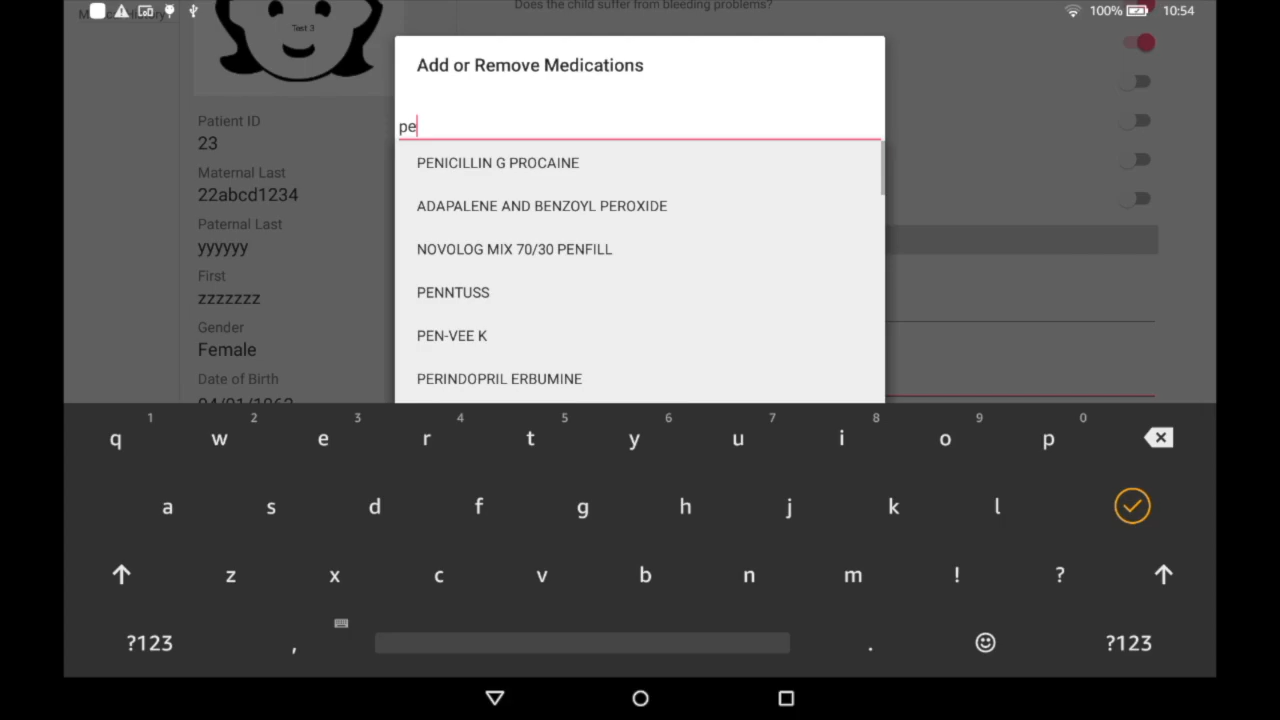 Does the child suffer from bleeding problems?
100%
10:54
Test 3
Add or Remove Medications
pe
PENICILLIN G PROCAINE
ADAPALENE AND BENZOYL PEROXIDE
NOVOLOG MIX 70/30 PENFILL
PENNTUSS
PEN-VEE K
PERINDOPRIL ERBUMINE
Patient ID
23
Maternal Last
22abcd1234
Paternal Last
yyyyyy
First
zzzzzzz
Gender
Female
Date of Birth
1 2 3 4 5 6 7 8 9 0
q w e r t y u i o p
a s d f g h j k l
z x c v b n m ! ?
?123 , . ?123